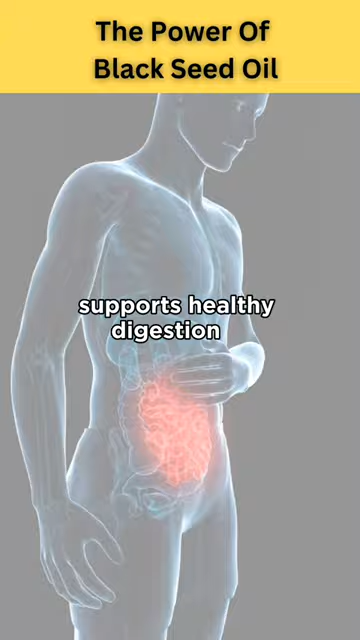 The Power Of
Black Seed Oil
supports healthy
digestion